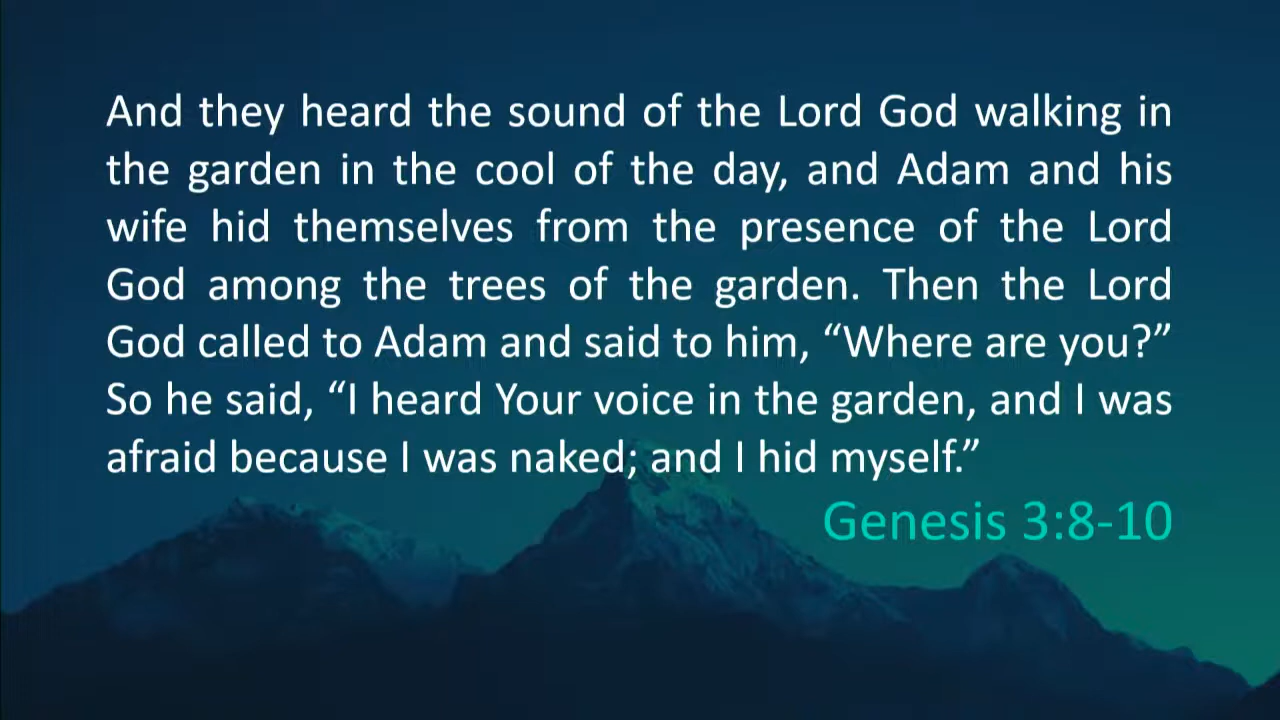 And they heard the sound of the Lord God walking in
the garden in the cool of the day, and Adam and his
wife hid themselves from the presence of the Lord
God among the trees of the garden. Then the Lord
God called to Adam and said to him, “Where are you?”
So he said, “I heard Your voice in the garden, and I was
afraid because I was naked; and I hid myself.”
Genesis 3:8-10